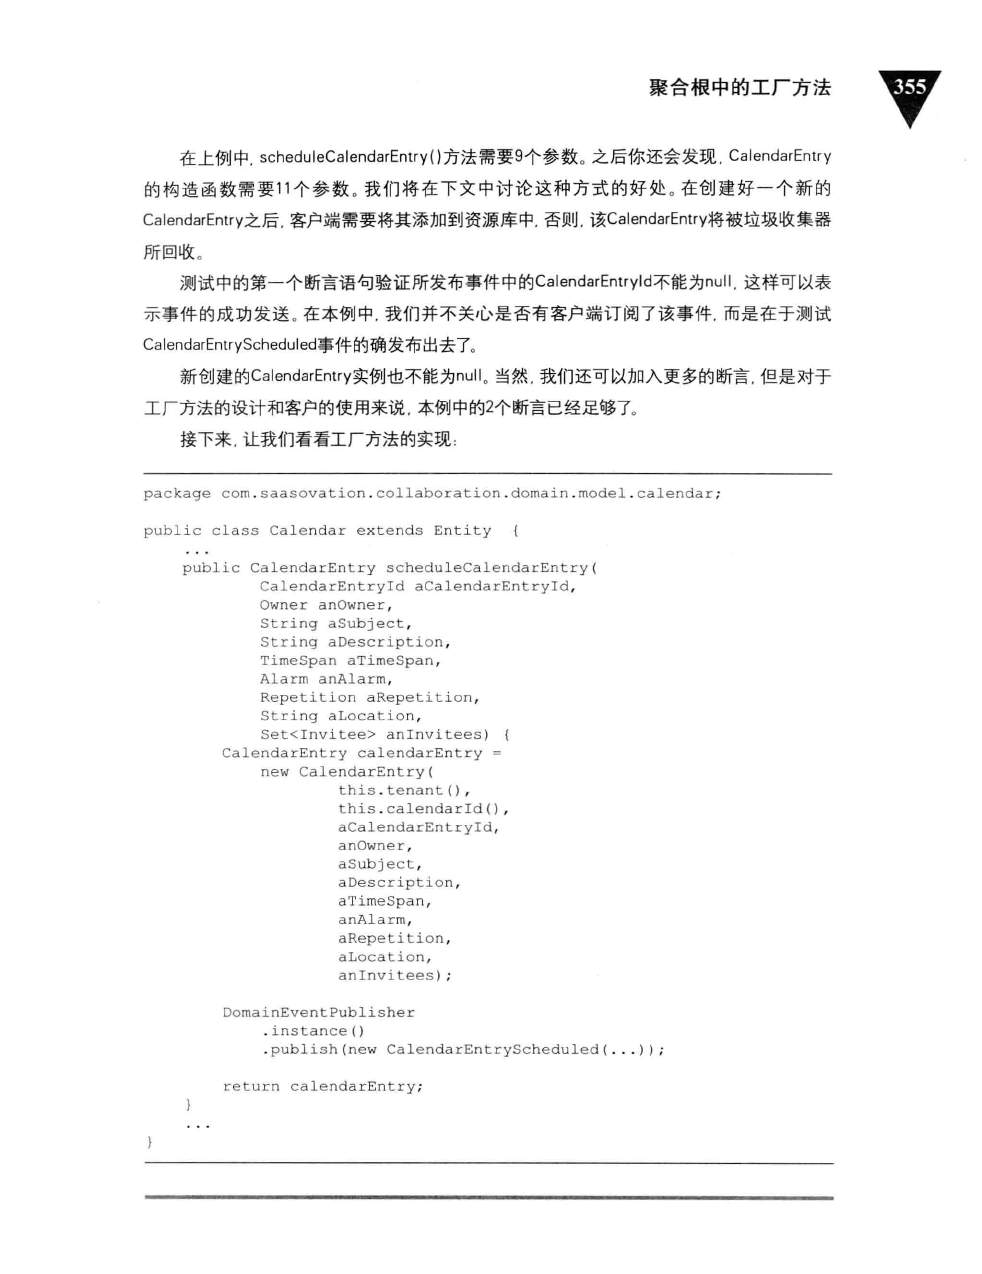 聚合根中的工厂方法
355
在上例中, scheduleCalendarEntry()方法需要9个参数。之后你还会发现, CalendarEntry
的构造函数需要11个参数。我们将在下文中讨论这种方式的好处。在创建好一个新的
CalendarEntry之后, 客户端需要将其添加到资源库中, 否则, 该CalendarEntry将被垃圾收集器
所回收。
测试中的第一个断言语句验证所发布事件中的CalendarEntryId不能为null, 这样可以表
示事件的成功发送。在本例中, 我们并不关心是否有客户端订阅了该事件, 而是在于测试
CalendarEntryScheduled事件的确发布出去了。
新创建的CalendarEntry实例也不能为null。当然, 我们还可以加入更多的断言, 但是对于
工厂方法的设计和客户的使用来说, 本例中的2个断言已经足够了。
接下来, 让我们看看工厂方法的实现:
package com.saasovation.collaboration.domain.model.calendar;
public class Calendar extends Entity {
...
public CalendarEntry scheduleCalendarEntry(
CalendarEntryId aCalendarEntryId,
Owner anOwner,
String aSubject,
String aDescription,
TimeSpan aTimeSpan,
Alarm anAlarm,
Repetition aRepetition,
String aLocation,
Set<Invitee> anInvitees) {
CalendarEntry calendarEntry =
new CalendarEntry(
this.tenant(),
this.calendarId(),
aCalendarEntryId,
anOwner,
aSubject,
aDescription,
aTimeSpan,
anAlarm,
aRepetition,
aLocation,
anInvitees);
DomainEventPublisher
.instance()
.publish(new CalendarEntryScheduled(...));
return calendarEntry;
}
...
}